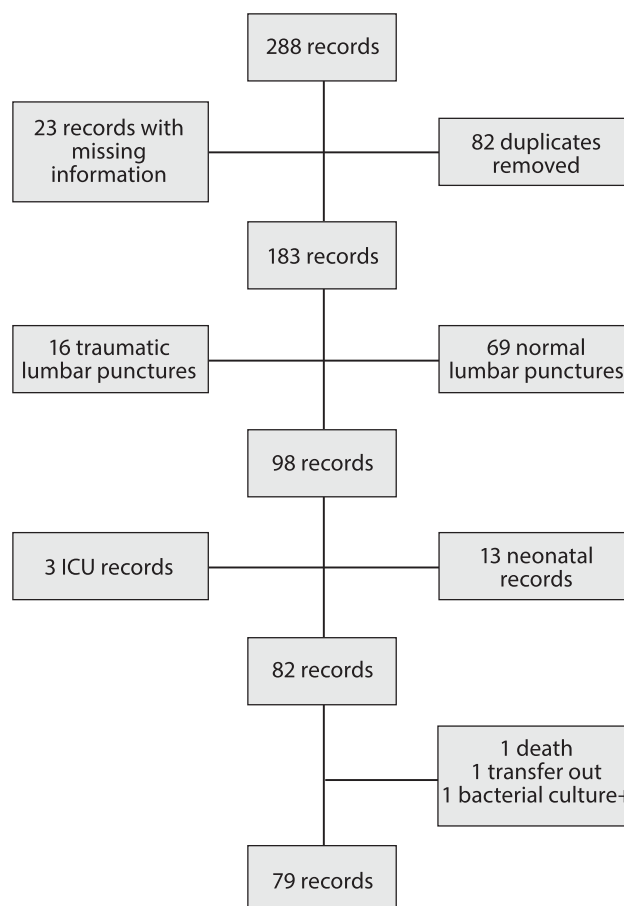 288 records
23 records with
missing
information
82 duplicates
removed
183 records
16 traumatic
lumbar punctures
69 normal
lumbar punctures
98 records
3 ICU records
13 neonatal
records
82 records
1 death
1 transfer out
1 bacterial culture+
79 records